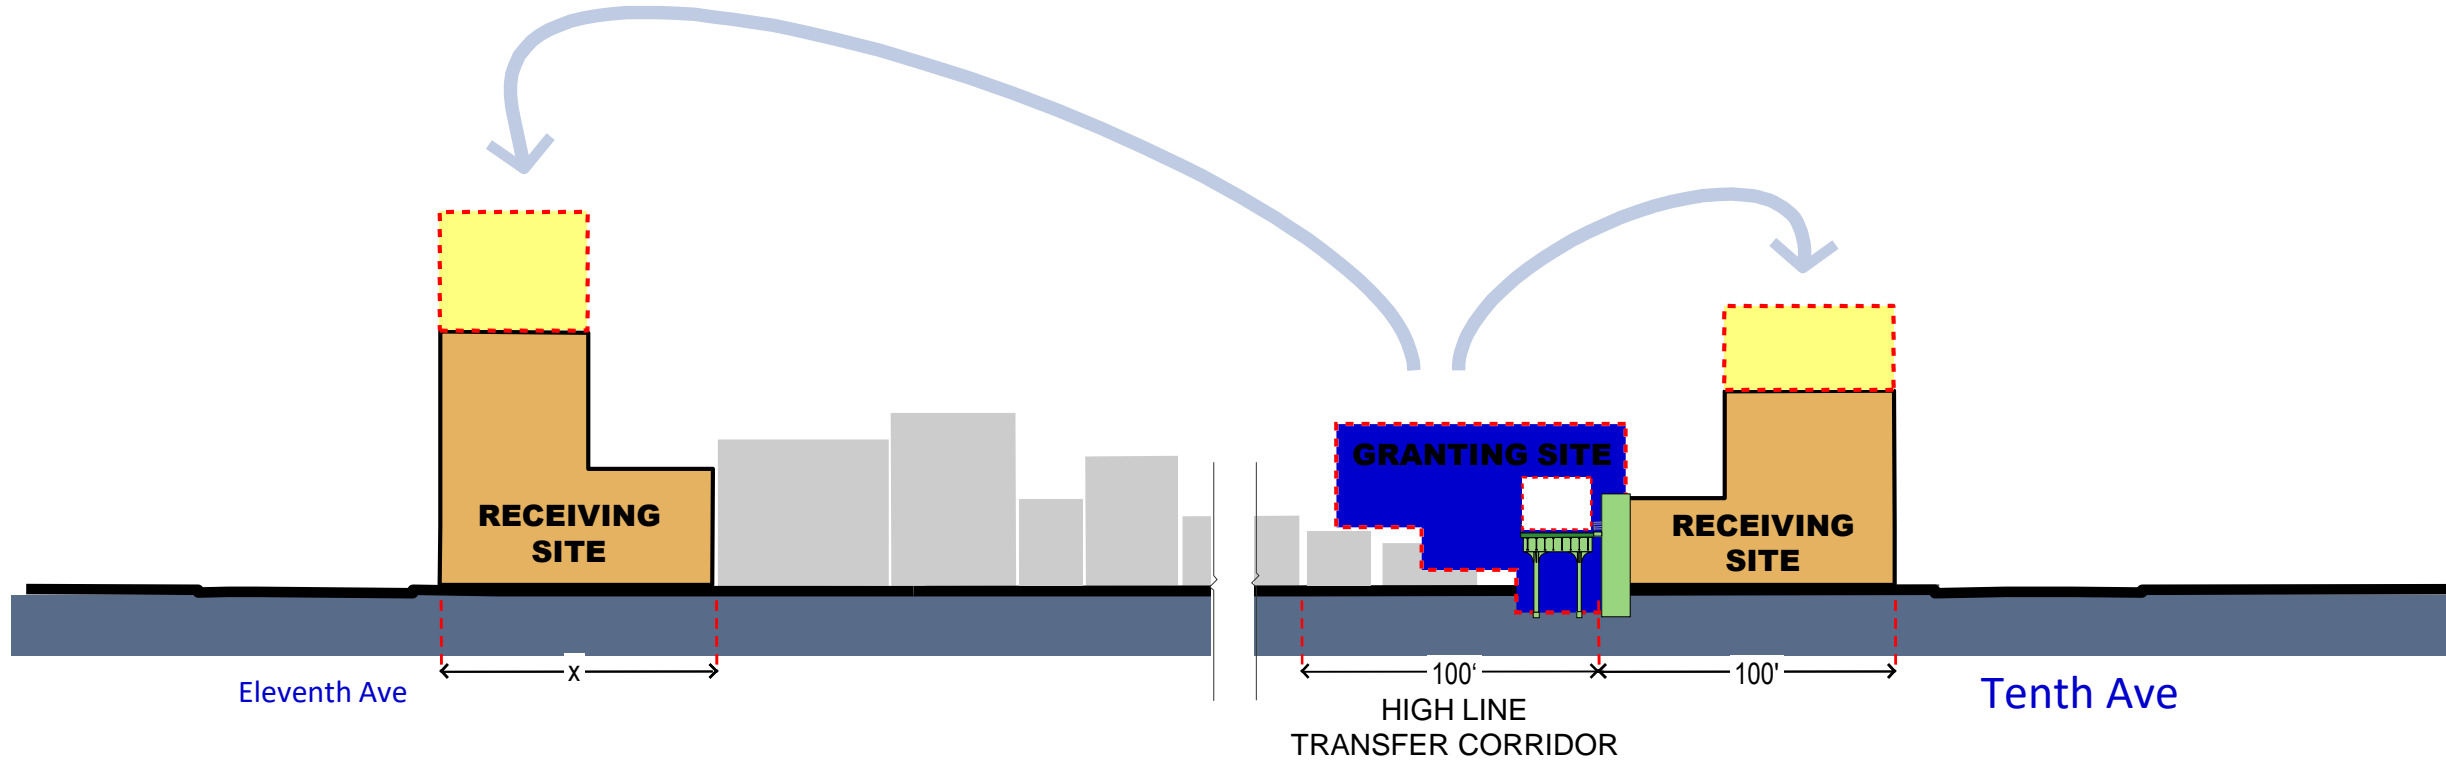 GRANTING SITE
RECEIVING
SITE
RECEIVING
SITE
x
100‘
100'
Eleventh Ave
Tenth Ave
HIGH LINE
TRANSFER CORRIDOR